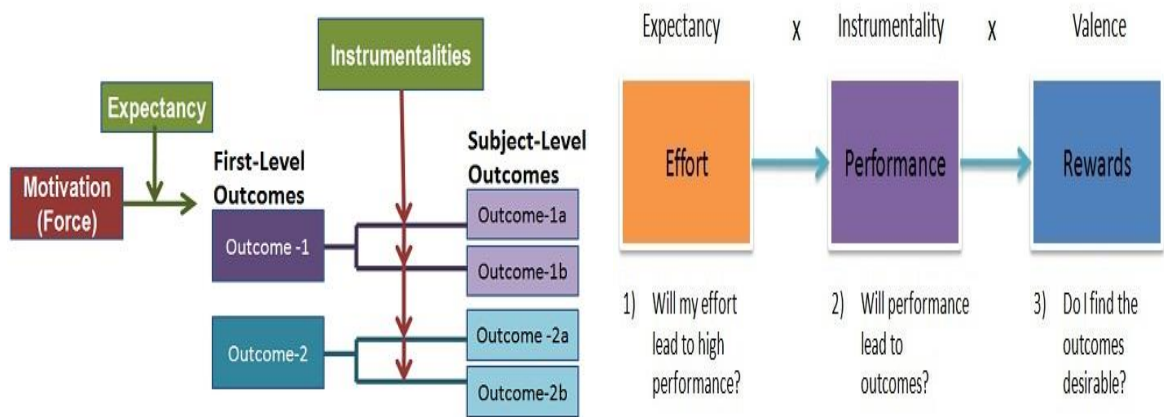 Instrumentalities
Expectancy
Motivation
(Force)
First-Level
Outcomes
Subject-Level
Outcomes
Outcome -1
Outcome-1a
Outcome-1b
Outcome-2
Outcome -2a
Outcome-2b
Expectancy x Instrumentality x Valence
Effort
Performance
Rewards
1) Will my effort
lead to high
performance?
2) Will performance
lead to
outcomes?
3) Do I find the
outcomes
desirable?